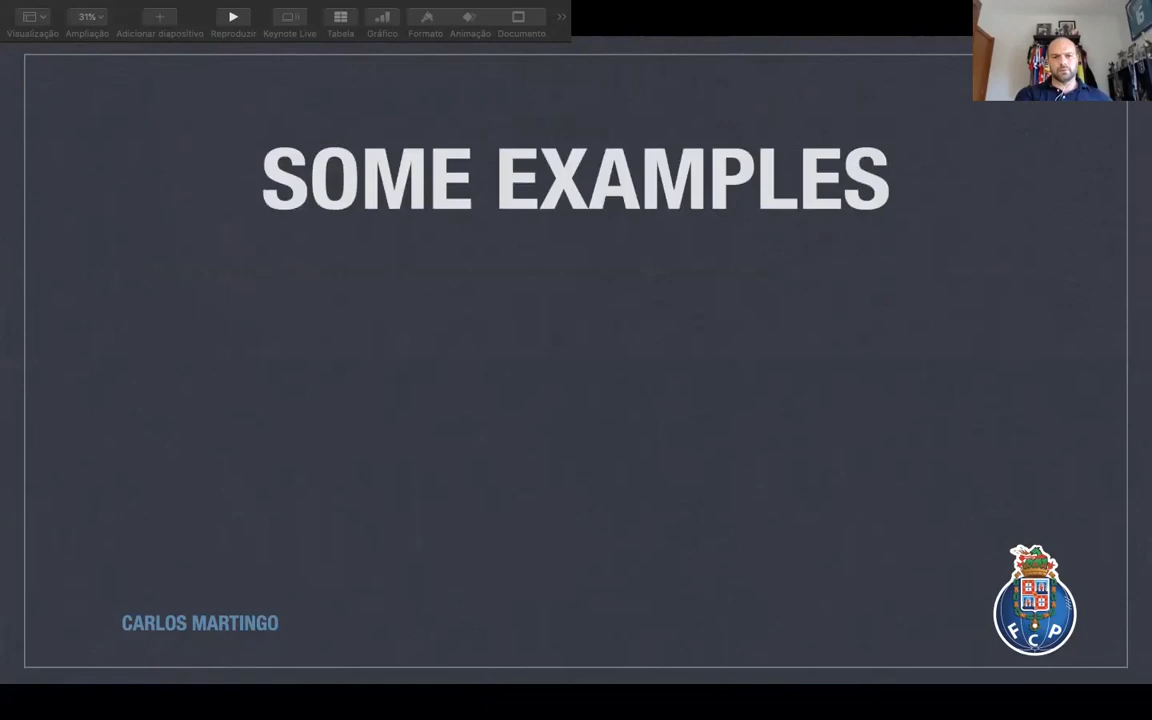 31%
Visualização Ampliação Adicionar diapositivo Reproduzir Keynote Live Tabela Gráfico Formato Animação Documento
SOME EXAMPLES
CARLOS MARTINGO
F C P